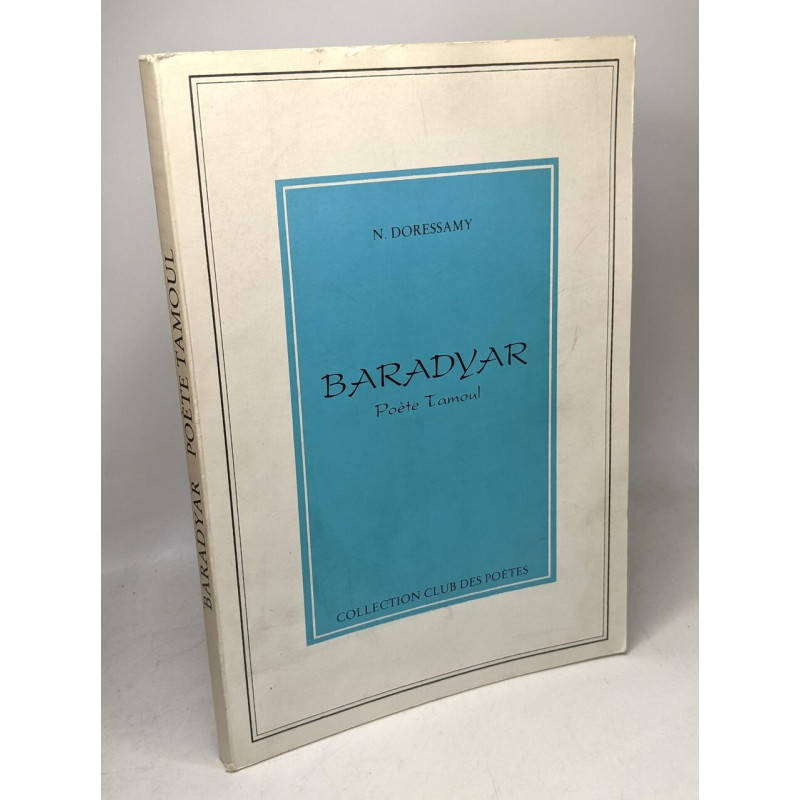 N. DORESSAMY
BARADYAR
Poète Tamoul
COLLECTION CLUB DES POÈTES
BARADYAR POÈTE TAMOUL